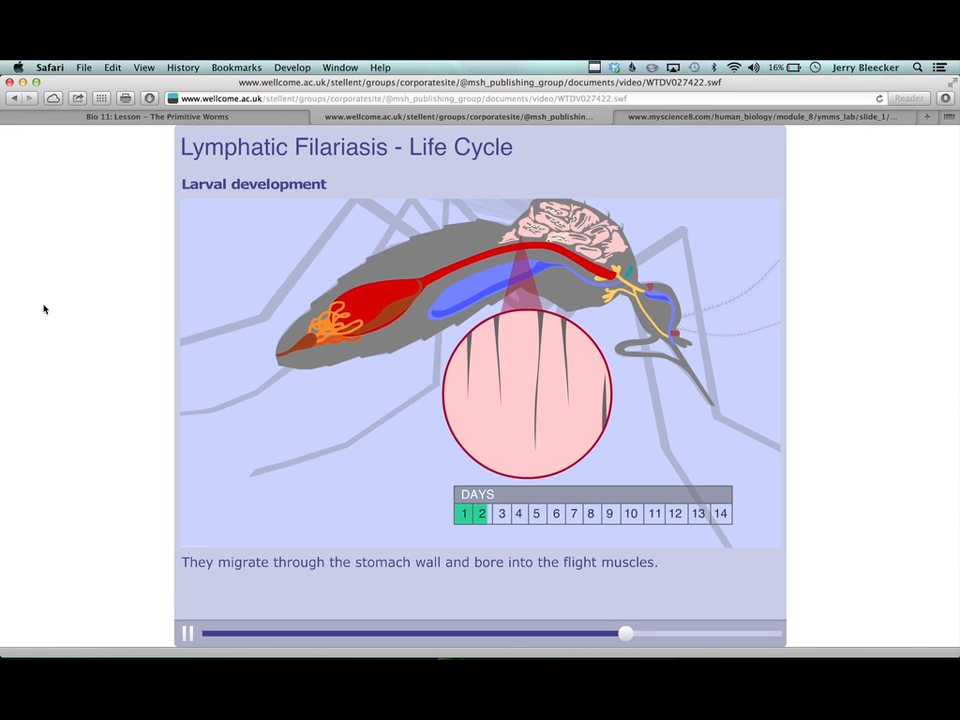 Safari File Edit View History Bookmarks Develop Window Help 16% Jerry Bleecker
www.wellcome.ac.uk/stellent/groups/corporatesite/@msh_publishing_group/documents/video/WTDV027422.swf
www.wellcome.ac.uk/stellent/groups/corporatesite/@msh_publishing_group/documents/video/WTDV027422.swf Reader
Bio 11: Lesson – The Primitive Worms www.wellcome.ac.uk/stellent/groups/corporatesite/@msh_publishin... www.myscience8.com/human_biology/module_8/ymms_lab/slide_1/...
Lymphatic Filariasis - Life Cycle
Larval development
DAYS
1 2 3 4 5 6 7 8 9 10 11 12 13 14
They migrate through the stomach wall and bore into the flight muscles.